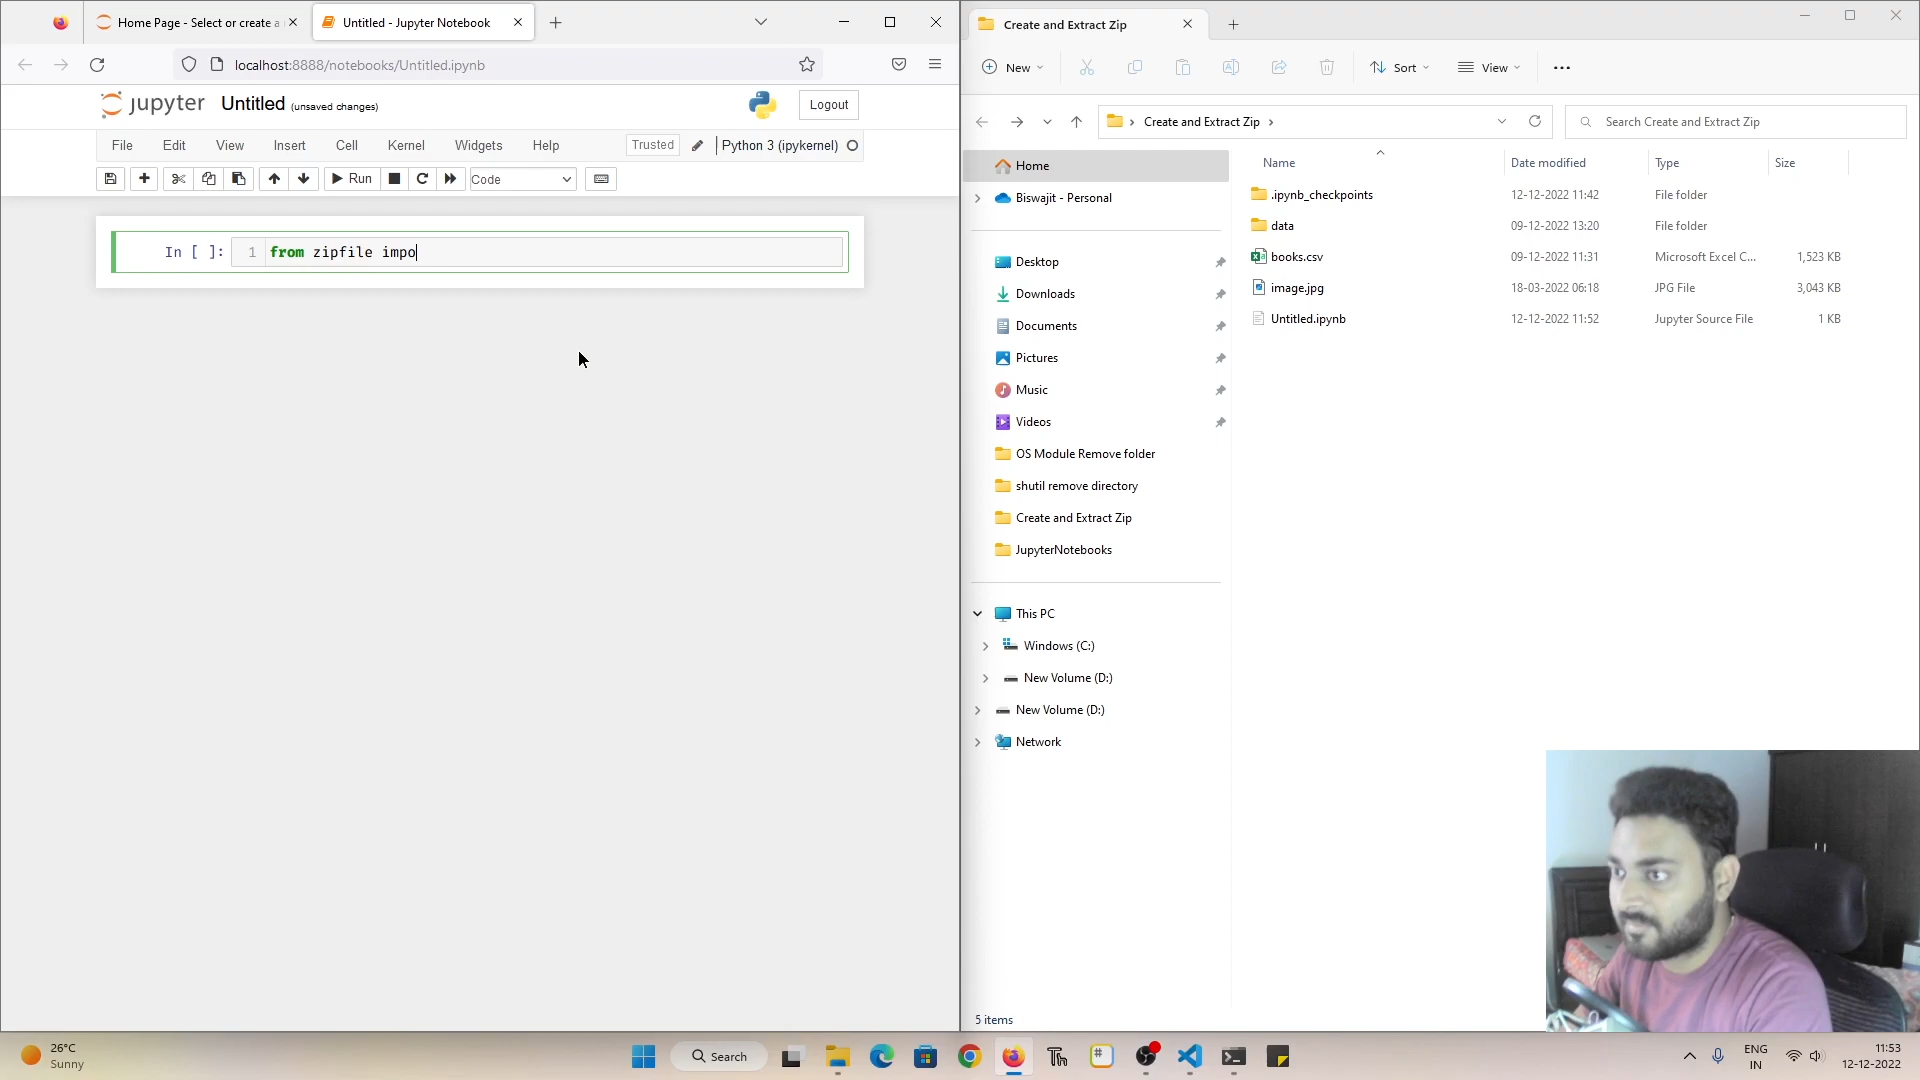 Home Page - Select or create a
Untitled - Jupyter Notebook
localhost:8888/notebooks/Untitled.ipynb
jupyter Untitled (unsaved changes)
Logout
File Edit View Insert Cell Kernel Widgets Help
Trusted
Python 3 (ipykernel)
Run
Code
In [ ]: 1 from zipfile impo
Create and Extract Zip
New
Sort
View
Create and Extract Zip
Search Create and Extract Zip
Home
Biswajit - Personal
Desktop
Downloads
Documents
Pictures
Music
Videos
OS Module Remove folder
shutil remove directory
Create and Extract Zip
JupyterNotebooks
This PC
Windows (C:)
New Volume (D:)
New Volume (D:)
Network
Name Date modified Type Size
.ipynb_checkpoints 12-12-2022 11:42 File folder
data 09-12-2022 13:20 File folder
books.csv 09-12-2022 11:31 Microsoft Excel C... 1,523 KB
image.jpg 18-03-2022 06:18 JPG File 3,043 KB
Untitled.ipynb 12-12-2022 11:52 Jupyter Source File 1 KB
5 items
26°C
Sunny
Search
Th
#
ENG
IN
11:53
12-12-2022